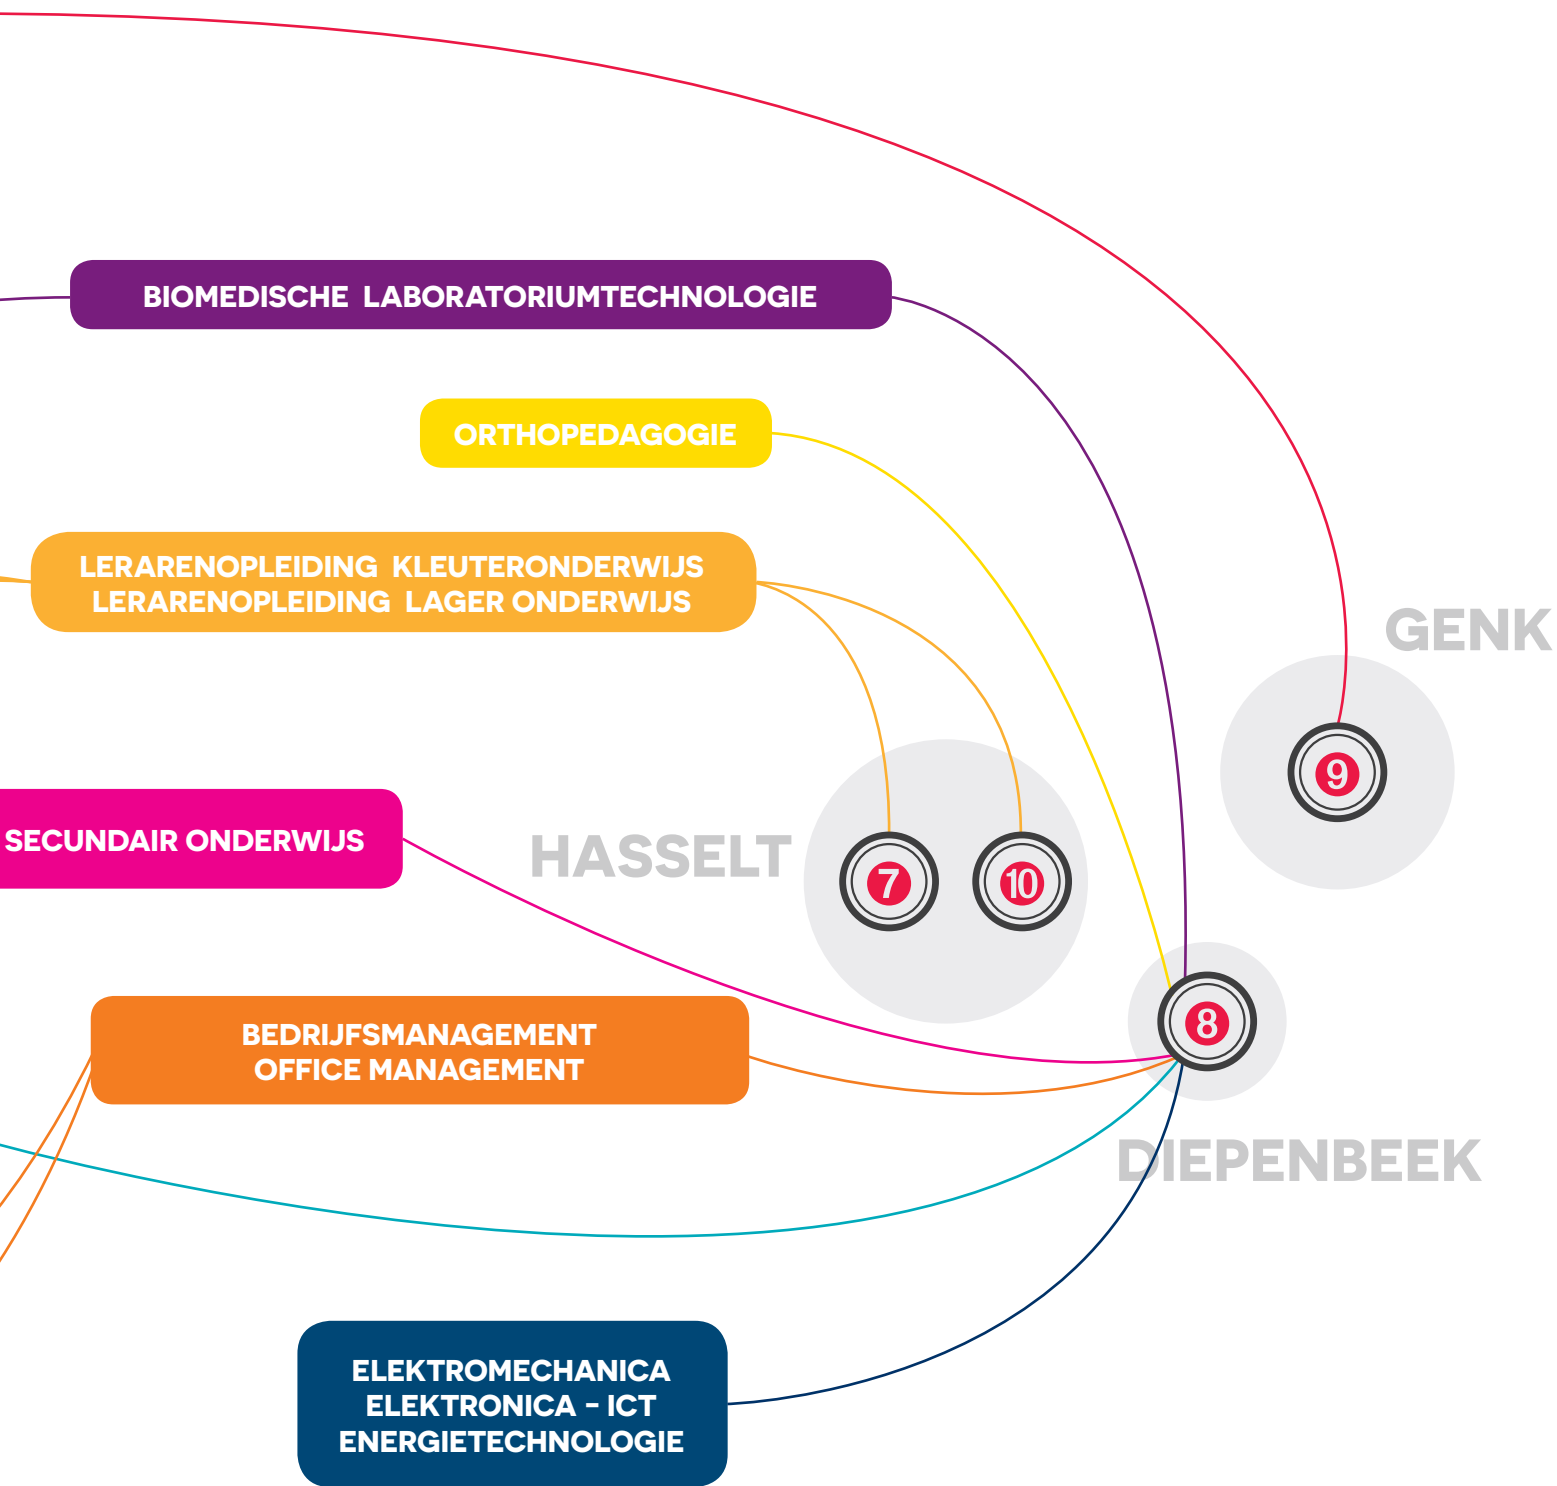 BIOMEDISCHE LABORATORIUMTECHNOLOGIE
ORTHOPEDAGOGIE
LERARENOPLEIDING KLEUTERONDERWIJS
LERARENOPLEIDING LAGER ONDERWIJS
GENK
9
SECUNDAIR ONDERWIJS
HASSELT
7
10
8
BEDRIJFSMANAGEMENT
OFFICE MANAGEMENT
DIEPENBEEK
ELEKTROMECHANICA
ELEKTRONICA - ICT
ENERGIETECHNOLOGIE